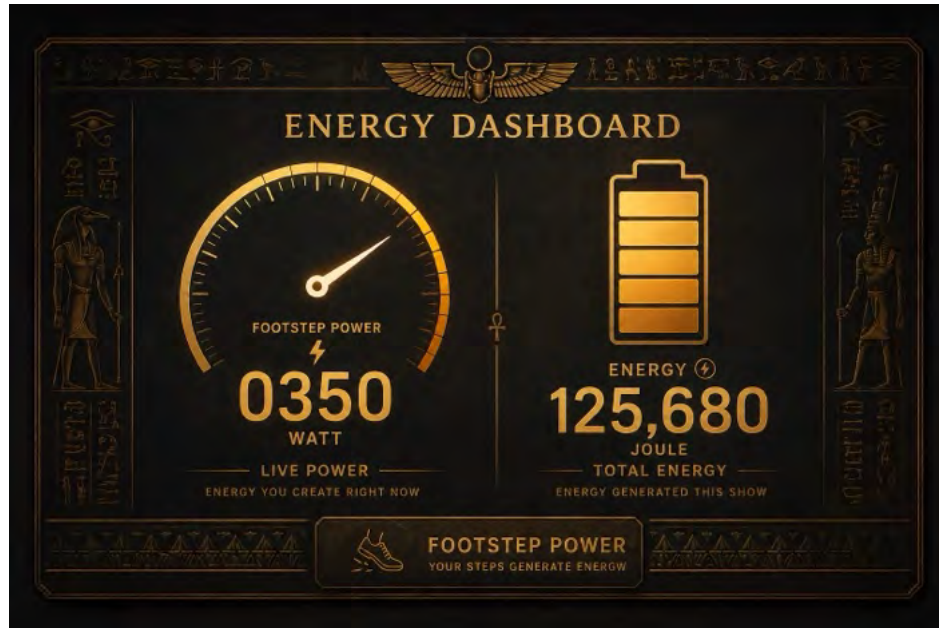 ENERGY DASHBOARD
FOOTSTEP POWER
0350
WATT
LIVE POWER
ENERGY YOU CREATE RIGHT NOW
ENERGY
125,680
JOULE
TOTAL ENERGY
ENERGY GENERATED THIS SHOW
FOOTSTEP POWER
YOUR STEPS GENERATE ENERGW